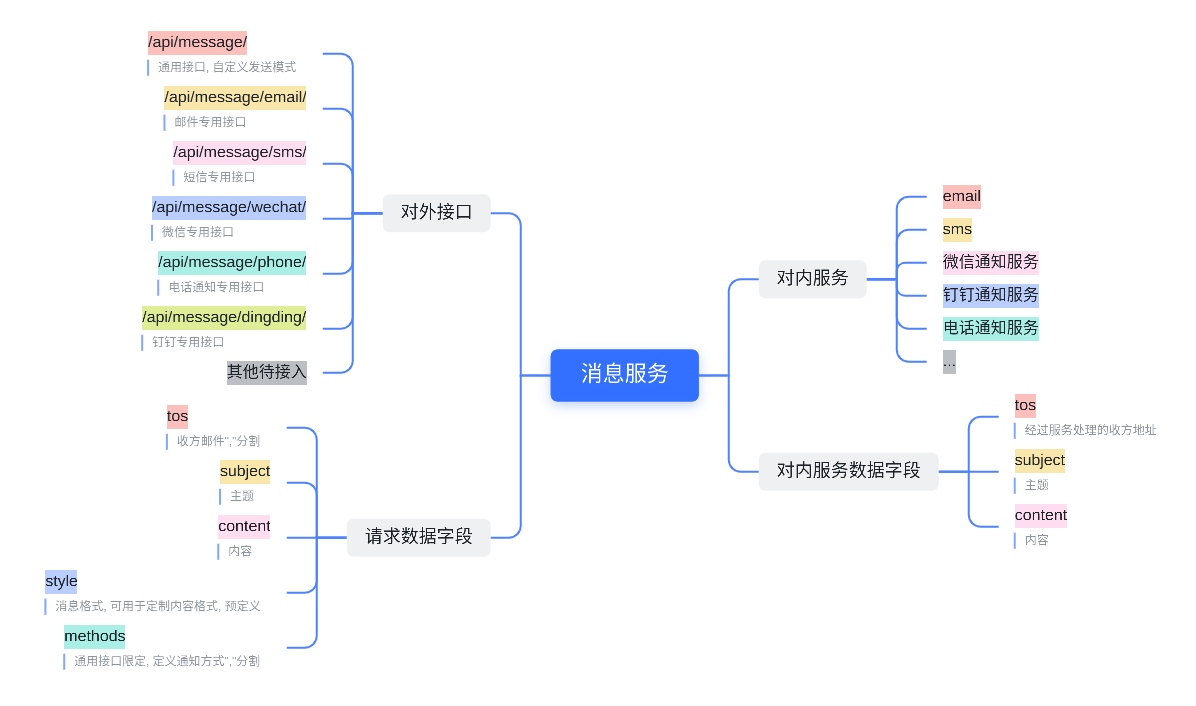 消息服务
对外接口
/api/message/
通用接口, 自定义发送模式
/api/message/email/
邮件专用接口
/api/message/sms/
短信专用接口
/api/message/wechat/
微信专用接口
/api/message/phone/
电话通知专用接口
/api/message/dingding/
钉钉专用接口
其他待接入
请求数据字段
tos
收方邮件","分割
subject
主题
content
内容
style
消息格式, 可用于定制内容格式, 预定义
methods
通用接口限定, 定义通知方式","分割
对内服务
email
sms
微信通知服务
钉钉通知服务
电话通知服务
...
对内服务数据字段
tos
经过服务处理的收方地址
subject
主题
content
内容